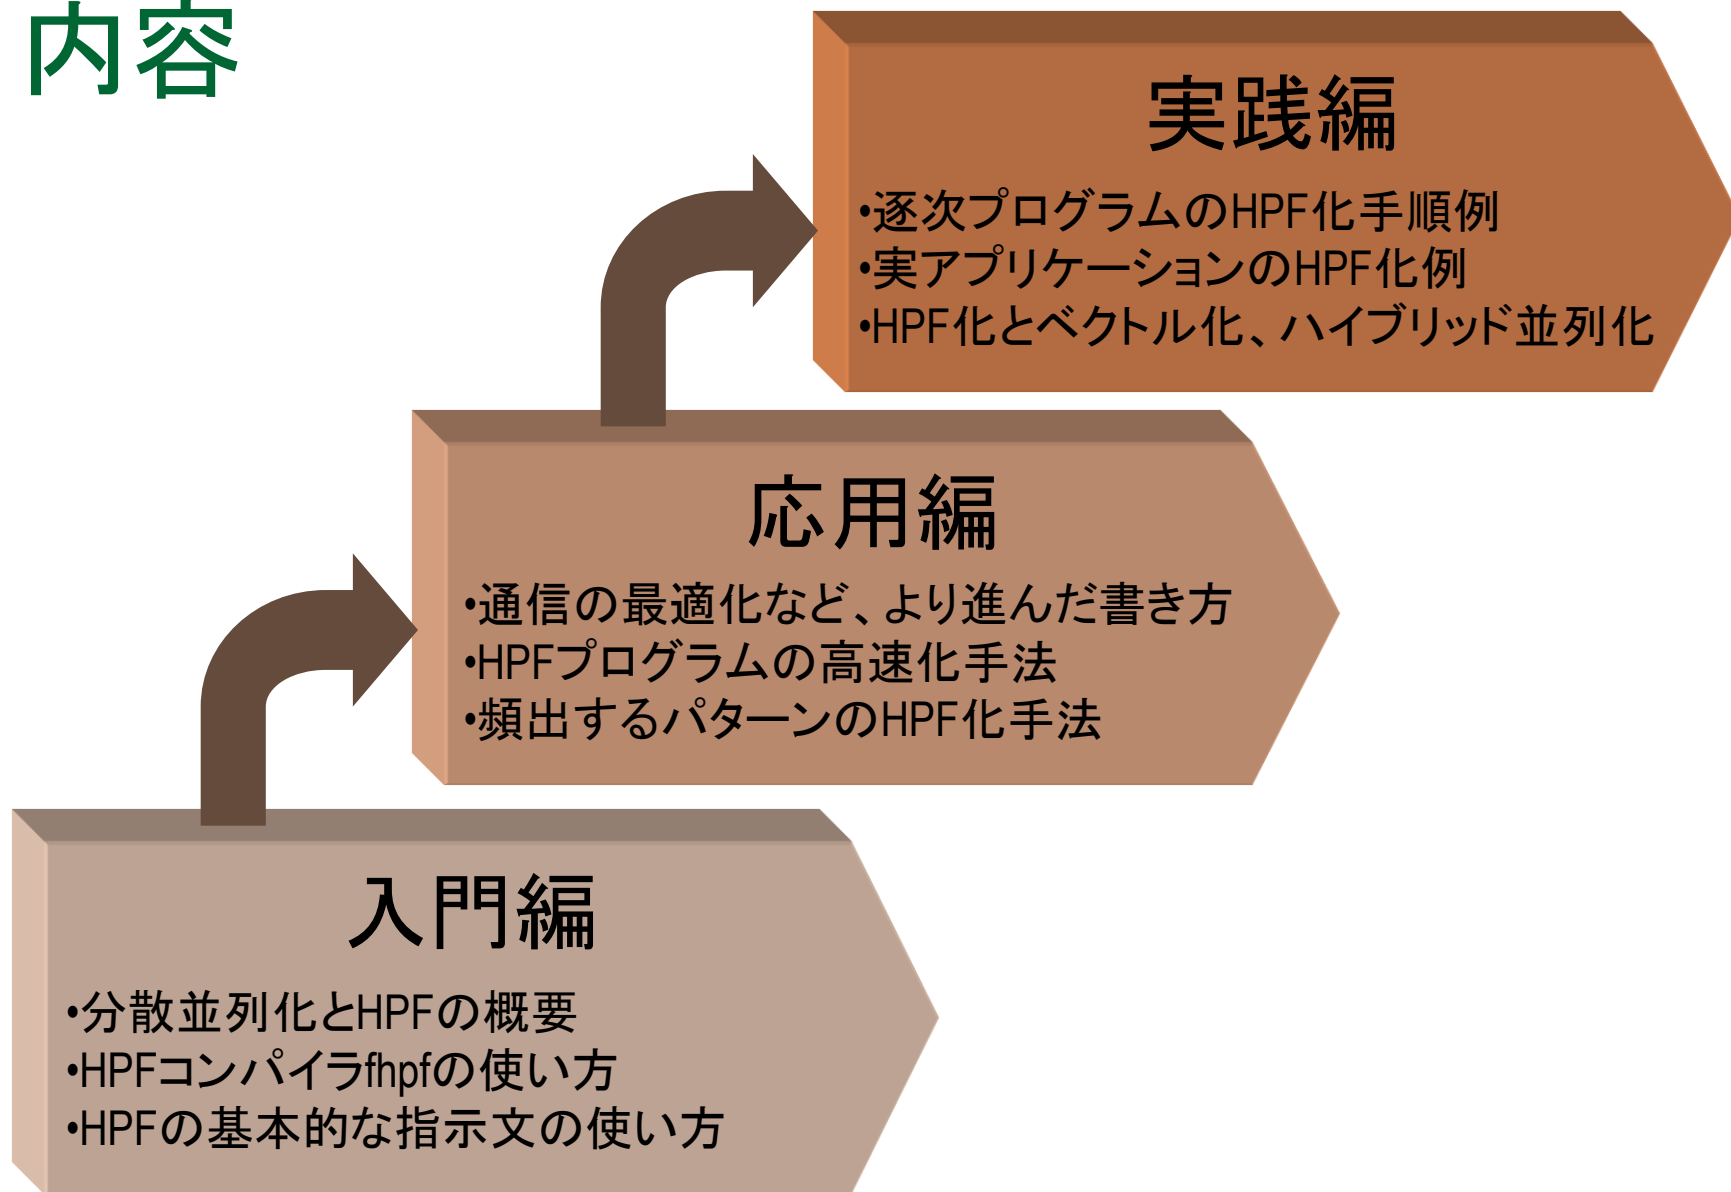 内容
実践編
•逐次プログラムのHPF化手順例
•実アプリケーションのHPF化例
•HPF化とベクトル化、ハイブリッド並列化
応用編
•通信の最適化など、より進んだ書き方
•HPFプログラムの高速化手法
•頻出するパターンのHPF化手法
入門編
•分散並列化とHPFの概要
•HPFコンパイラfhpfの使い方
•HPFの基本的な指示文の使い方